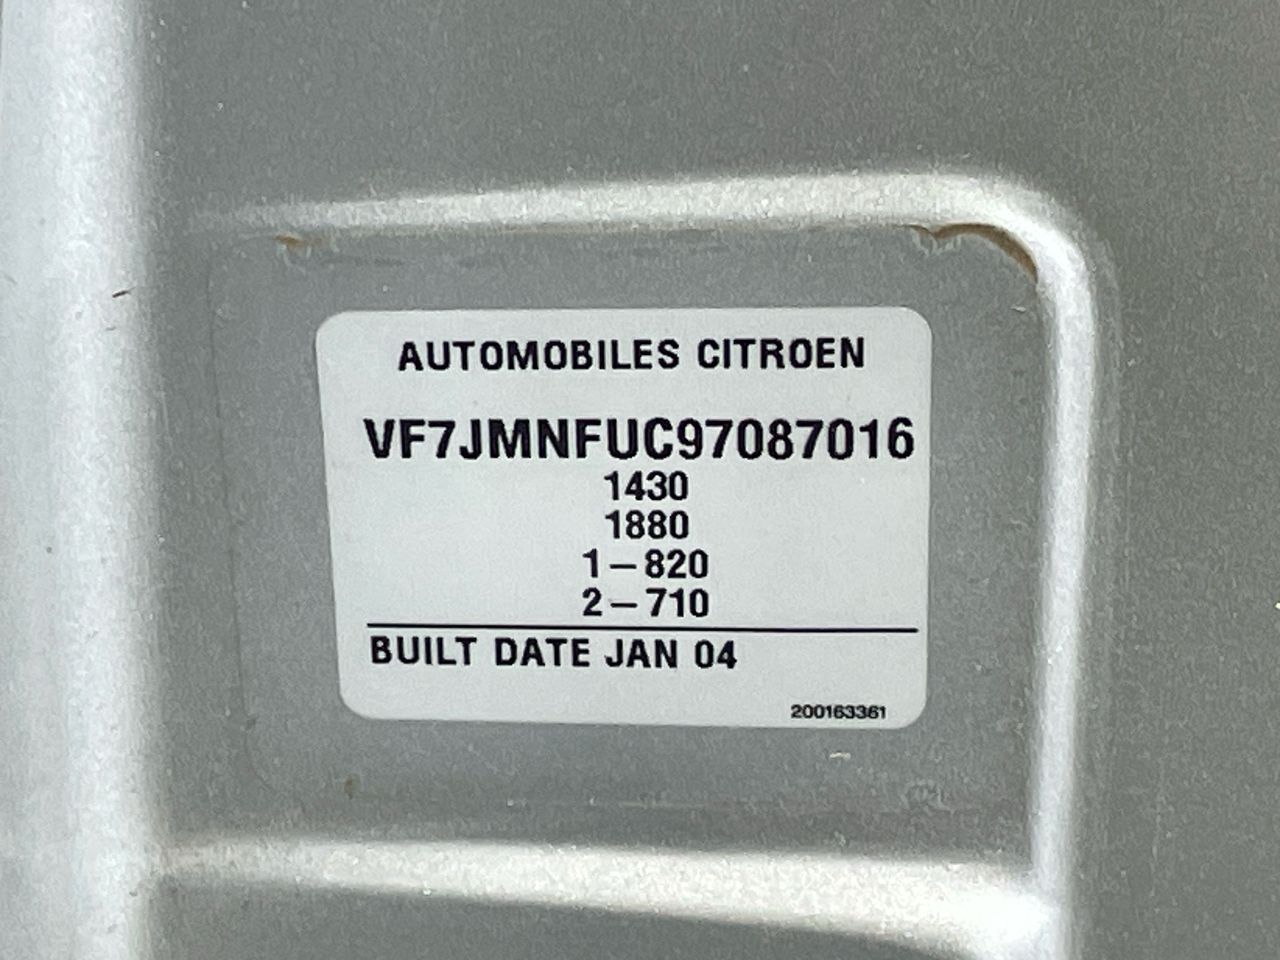 AUTOMOBILES CITROEN
VF7JMNFUC97087016
1430
1880
1-820
2-710
BUILT DATE JAN 04
200163361